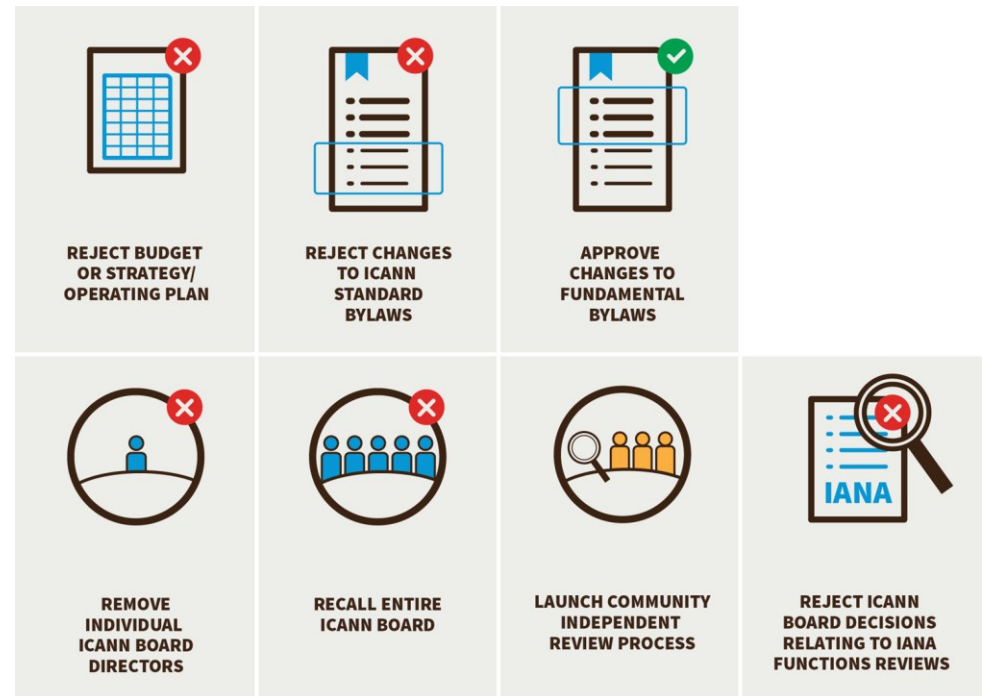 REJECT BUDGET
OR STRATEGY/
OPERATING PLAN
REJECT CHANGES
TO ICANN
STANDARD
BYLAWS
APPROVE
CHANGES TO
FUNDAMENTAL
BYLAWS
REMOVE
INDIVIDUAL
ICANN BOARD
DIRECTORS
RECALL ENTIRE
ICANN BOARD
LAUNCH COMMUNITY
INDEPENDENT
REVIEW PROCESS
IANA
REJECT ICANN
BOARD DECISIONS
RELATING TO IANA
FUNCTIONS REVIEWS